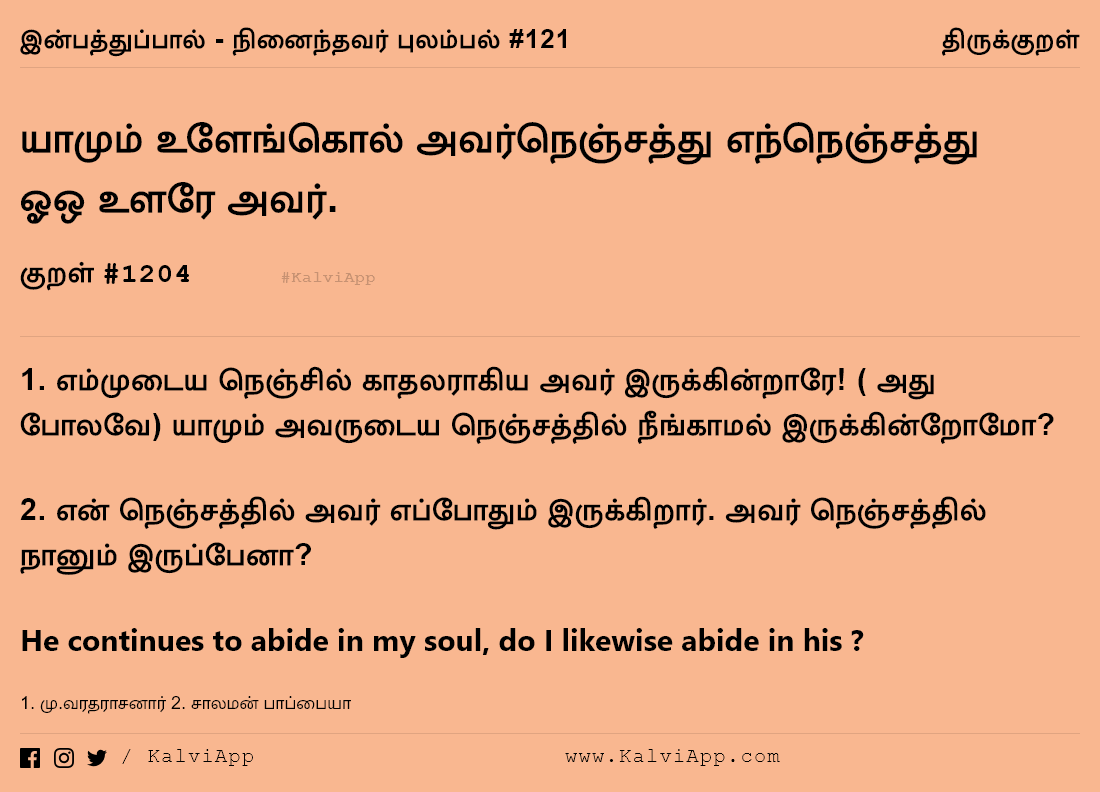 இன்பத்துப்பால் - நினைந்தவர் புலம்பல் #121
திருக்குறள்
யாமும் உளேங்கொல் அவர்நெஞ்சத்து எந்நெஞ்சத்து
ஓஒ உளரே அவர்.
குறள் #1204
#KalviApp
1. எம்முடைய நெஞ்சில் காதலராகிய அவர் இருக்கின்றாரே! ( அது
போலவே) யாமும் அவருடைய நெஞ்சத்தில் நீங்காமல் இருக்கின்றோமோ?
2. என் நெஞ்சத்தில் அவர் எப்போதும் இருக்கிறார். அவர் நெஞ்சத்தில்
நானும் இருப்பேனா?
He continues to abide in my soul, do I likewise abide in his ?
1. மு.வரதராசனார் 2. சாலமன் பாப்பையா
/ KalviApp
www.KalviApp.com